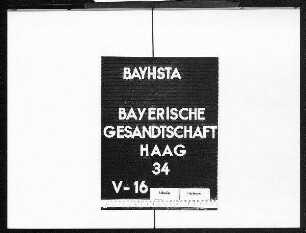 BAYHSTA
BAYERISCHE
GESANDTSCHAFT
HAAG
34
V-16